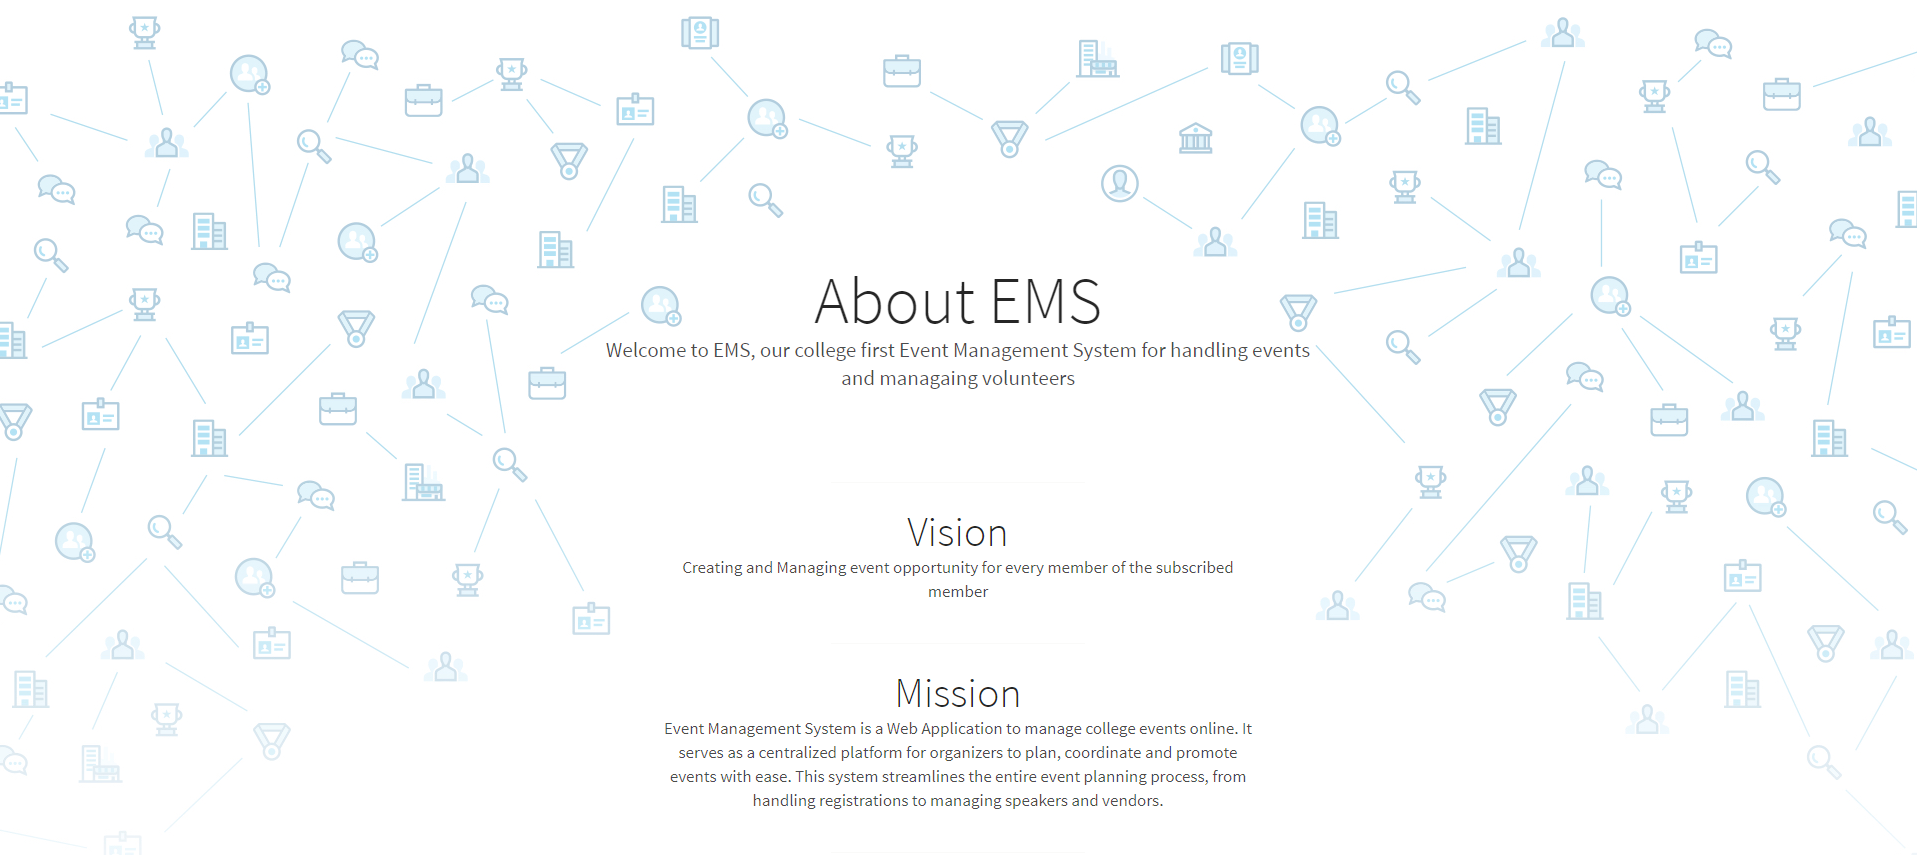 About EMS
Welcome to EMS, our college first Event Management System for handling events
and managaing volunteers
Vision
Creating and Managing event opportunity for every member of the subscribed
member
Mission
Event Management System is a Web Application to manage college events online. It
serves as a centralized platform for organizers to plan, coordinate and promote
events with ease. This system streamlines the entire event planning process, from
handling registrations to managing speakers and vendors.